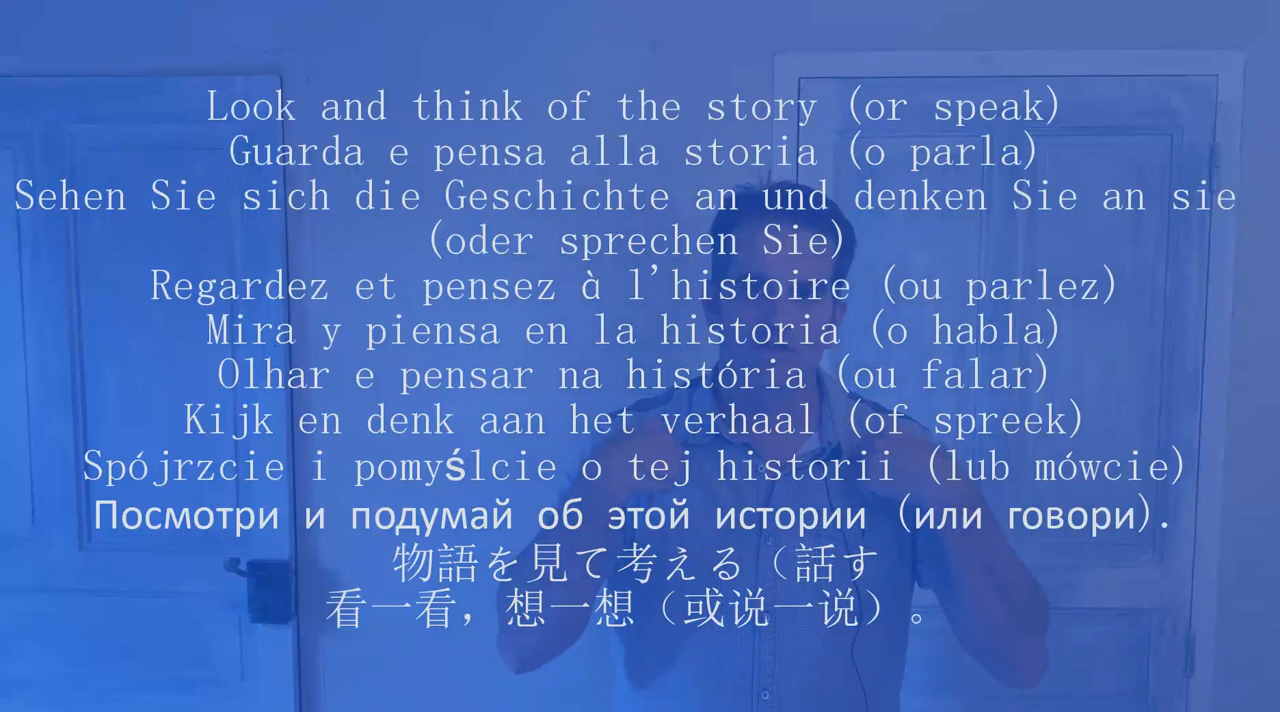 Look and think of the story (or speak)
Guarda e pensa alla storia (o parla)
Sehen Sie sich die Geschichte an und denken Sie an sie
(oder sprechen Sie)
Regardez et pensez à l'histoire (ou parlez)
Mira y piensa en la historia (o habla)
Olhar e pensar na história (ou falar)
Kijk en denk aan het verhaal (of spreek)
Spójrzcie i pomyślcie o tej historii (lub mówcie)
Посмотри и подумай об этой истории (или говори).
物語を見て考える（話す
看一看，想一想（或说一说）。